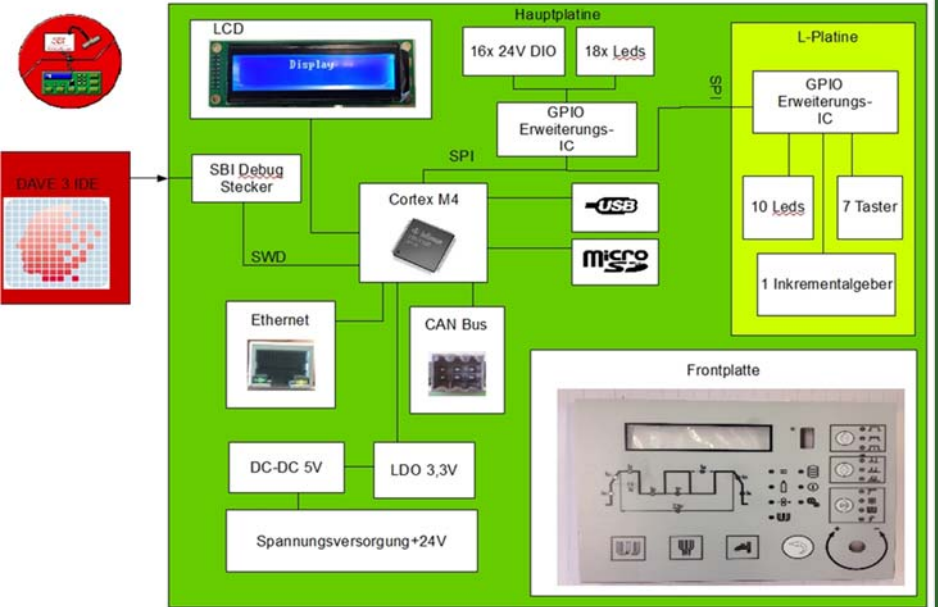 Hauptplatine
LCD
Display
16x 24V DIO
18x Leds
L-Platine
GPIO
Erweiterungs-
IC
SPI
GPIO
Erweiterungs-
IC
SPI
DAVE 3 IDE
SBI Debug
Stecker
Cortex M4
USB
10 Leds
7 Taster
SWD
micro
SD
1 Inkrementalgeber
Ethernet
CAN Bus
Frontplatte
DC-DC 5V
LDO 3,3V
Spannungsversorgung+24V